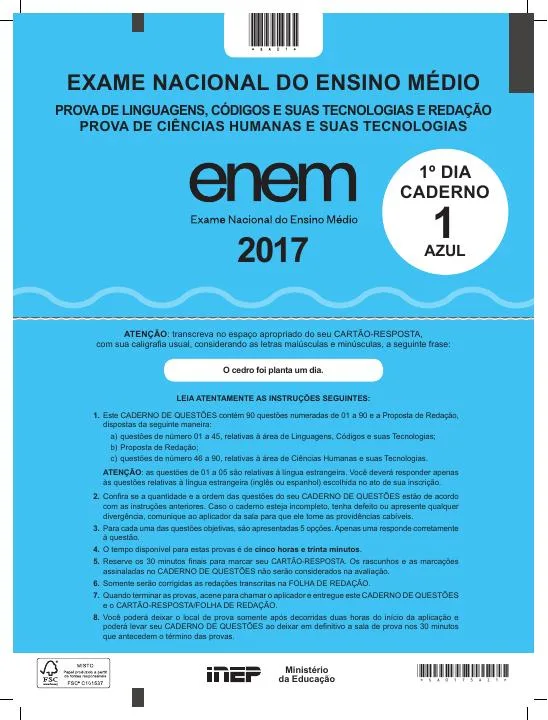 *6A01*
EXAME NACIONAL DO ENSINO MÉDIO
PROVA DE LINGUAGENS, CÓDIGOS E SUAS TECNOLOGIAS E REDAÇÃO
PROVA DE CIÊNCIAS HUMANAS E SUAS TECNOLOGIAS
enem
Exame Nacional do Ensino Médio
2017
1º DIA
CADERNO
1
AZUL
ATENÇÃO: transcreva no espaço apropriado do seu CARTÃO-RESPOSTA,
com sua caligrafia usual, considerando as letras maiúsculas e minúsculas, a seguinte frase:
O cedro foi planta um dia.
LEIA ATENTAMENTE AS INSTRUÇÕES SEGUINTES:
1. Este CADERNO DE QUESTÕES contém 90 questões numeradas de 01 a 90 e a Proposta de Redação,
dispostas da seguinte maneira:
a) questões de número 01 a 45, relativas à área de Linguagens, Códigos e suas Tecnologias;
b) Proposta de Redação;
c) questões de número 46 a 90, relativas à área de Ciências Humanas e suas Tecnologias.
ATENÇÃO: as questões de 01 a 05 são relativas à língua estrangeira. Você deverá responder apenas
às questões relativas à língua estrangeira (inglês ou espanhol) escolhida no ato de sua inscrição.
2. Confira se a quantidade e a ordem das questões do seu CADERNO DE QUESTÕES estão de acordo
com as instruções anteriores. Caso o caderno esteja incompleto, tenha defeito ou apresente qualquer
divergência, comunique ao aplicador da sala para que ele tome as providências cabíveis.
3. Para cada uma das questões objetivas, são apresentadas 5 opções. Apenas uma responde corretamente
à questão.
4. O tempo disponível para estas provas é de cinco horas e trinta minutos.
5. Reserve os 30 minutos finais para marcar seu CARTÃO-RESPOSTA. Os rascunhos e as marcações
assinaladas no CADERNO DE QUESTÕES não serão considerados na avaliação.
6. Somente serão corrigidas as redações transcritas na FOLHA DE REDAÇÃO.
7. Quando terminar as provas, acene para chamar o aplicador e entregue este CADERNO DE QUESTÕES
e o CARTÃO-RESPOSTA/FOLHA DE REDAÇÃO.
8. Você poderá deixar o local de prova somente após decorridas duas horas do início da aplicação e
poderá levar seu CADERNO DE QUESTÕES ao deixar em definitivo a sala de prova nos 30 minutos
que antecedem o término das provas.
MISTO
Papel produzido a partir
de fontes responsáveis
FSC
FSC® C101537
INEP
Ministério
da Educação